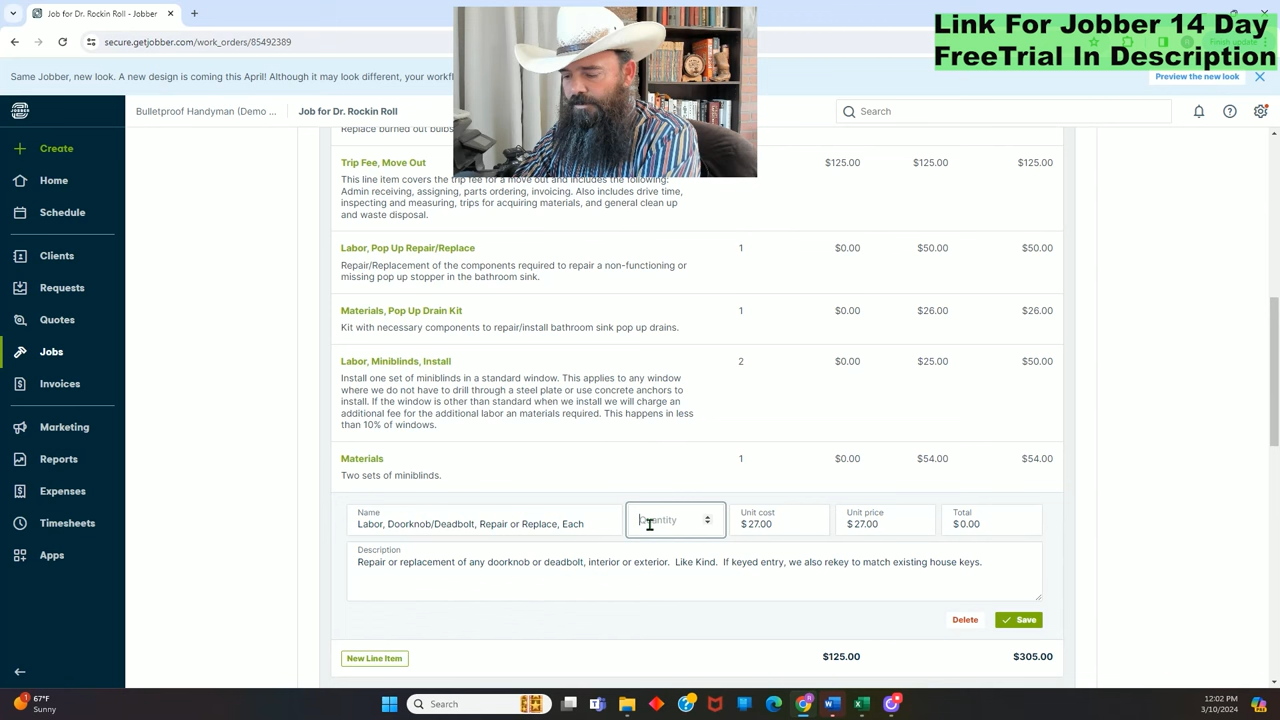 Job for Dr. Rockin Roll - Jobber
secure.getjobber.com/work_orders/85492389
Finish update
Link For Jobber 14 Day
FreeTrial In Description
Same Jobber, new look. A new design is coming this April! Although it may look different, your
Preview the new look
Bulletproof Handyman (Demo ...
Job for Dr. Rockin Roll
Search
Create
Home
Schedule
Clients
Requests
Quotes
Jobs
Invoices
Marketing
Reports
Expenses
Timesheets
Apps
Replace burned out bulbs
Trip Fee, Move Out
$125.00 $125.00 $125.00
This line item covers the trip fee for a move out and includes the following:
Admin receiving, assigning, parts ordering, invoicing. Also includes drive time,
inspecting and measuring, trips for acquiring materials, and general clean up
and waste disposal.
Labor, Pop Up Repair/Replace 1 $0.00 $50.00 $50.00
Repair/Replacement of the components required to repair a non-functioning or
missing pop up stopper in the bathroom sink.
Materials, Pop Up Drain Kit 1 $0.00 $26.00 $26.00
Kit with necessary components to repair/install bathroom sink pop up drains.
Labor, Miniblinds, Install 2 $0.00 $25.00 $50.00
Install one set of miniblinds in a standard window. This applies to any window
where we do not have to drill through a steel plate or use concrete anchors to
install. If the window is other than standard when we install we will charge an
additional fee for the additional labor an materials required. This happens in less
than 10% of windows.
Materials 1 $0.00 $54.00 $54.00
Two sets of miniblinds.
Name Unit cost Unit price Total
Labor, Doorknob/Deadbolt, Repair or Replace, Each Quantity $27.00 $27.00 $0.00
Description
Repair or replacement of any doorknob or deadbolt, interior or exterior. Like Kind. If keyed entry, we also rekey to match existing house keys.
Delete Save
New Line Item $125.00 $305.00
67°F
Sunny
Search
12:02 PM
3/10/2024